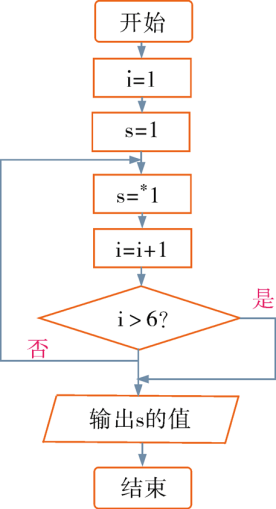 开始
i=1
s=1
s=*1
i=i+1
i>6?
是
否
输出s的值
结束